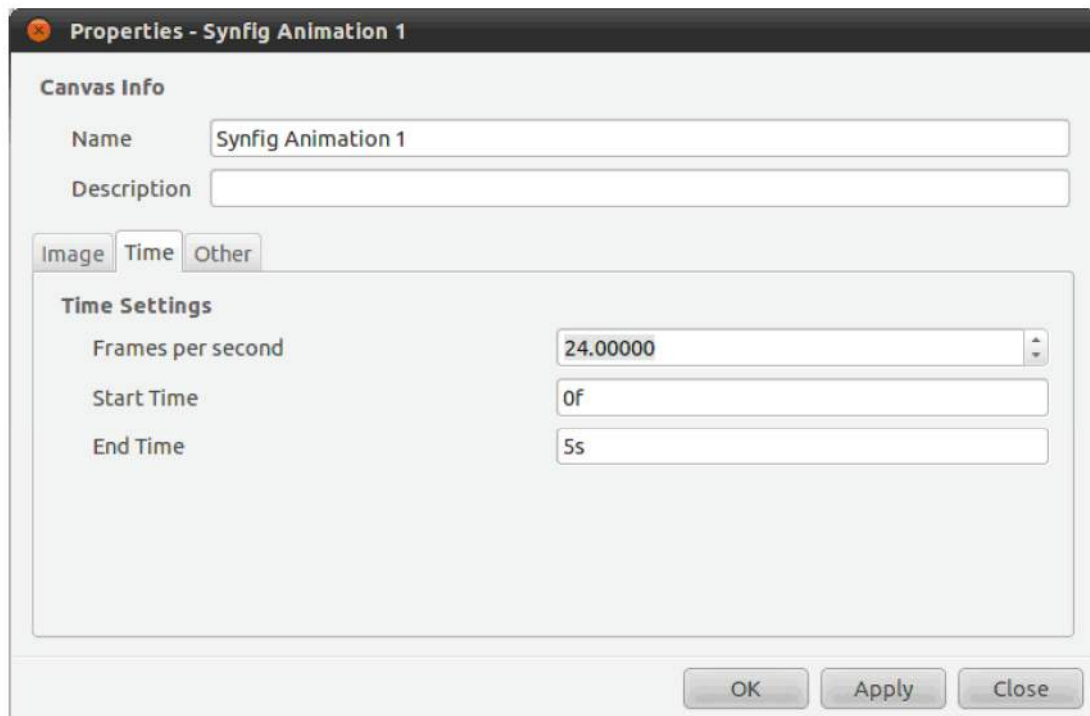 Properties - Synfig Animation 1
Canvas Info
Name Synfig Animation 1
Description
Image Time Other
Time Settings
Frames per second 24.00000
Start Time 0f
End Time 5s
OK Apply Close